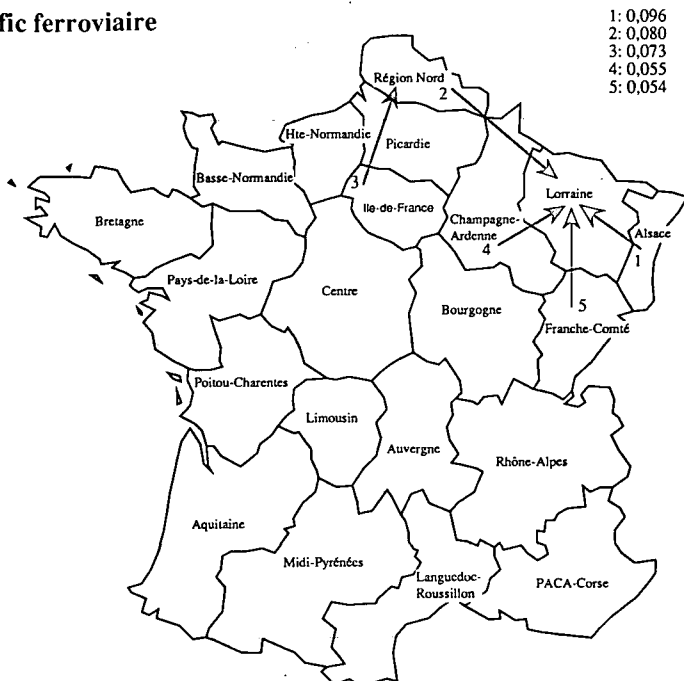 fic ferroviaire
1: 0,096
2: 0,080
3: 0,073
4: 0,055
5: 0,054
Région Nord
2
Hte-Normandie
Picardie
Basse-Normandie
3
Ile-de-France
Lorraine
Bretagne
Champagne-
Ardenne
4
Alsace
1
Pays-de-la-Loire
Centre
Bourgogne
5
Franche-Comté
Poitou-Charentes
Limousin
Auvergne
Rhône-Alpes
Aquitaine
Midi-Pyrénées
Languedoc-
Roussillon
PACA-Corse